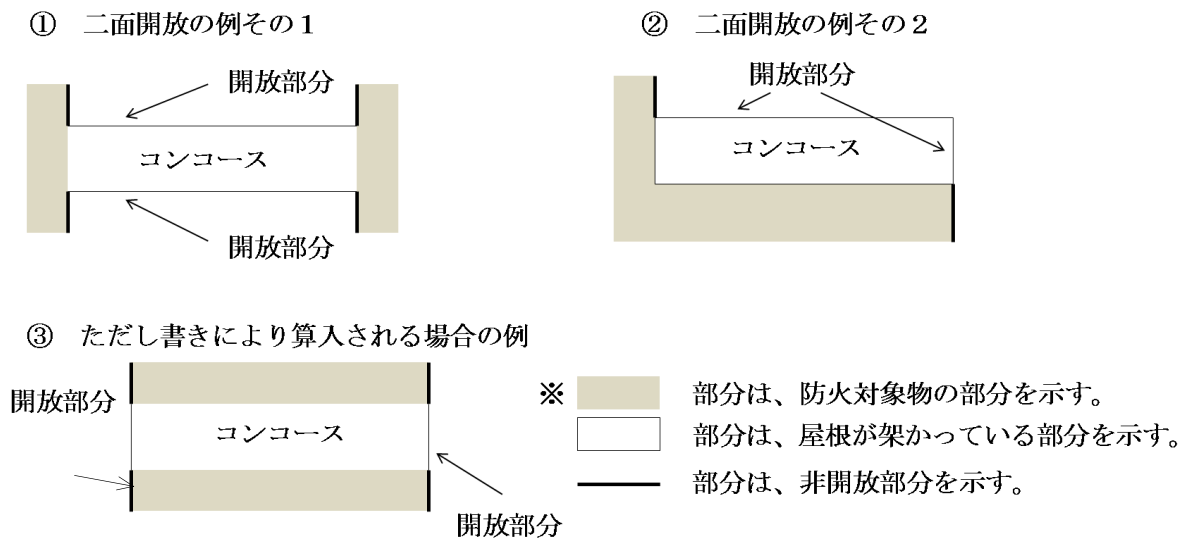 ① 二面開放の例その１
開放部分
コンコース
開放部分
② 二面開放の例その２
開放部分
コンコース
③ ただし書きにより算入される場合の例
開放部分
コンコース
開放部分
※ 部分は、防火対象物の部分を示す。
部分は、屋根が架かっている部分を示す。
部分は、非開放部分を示す。